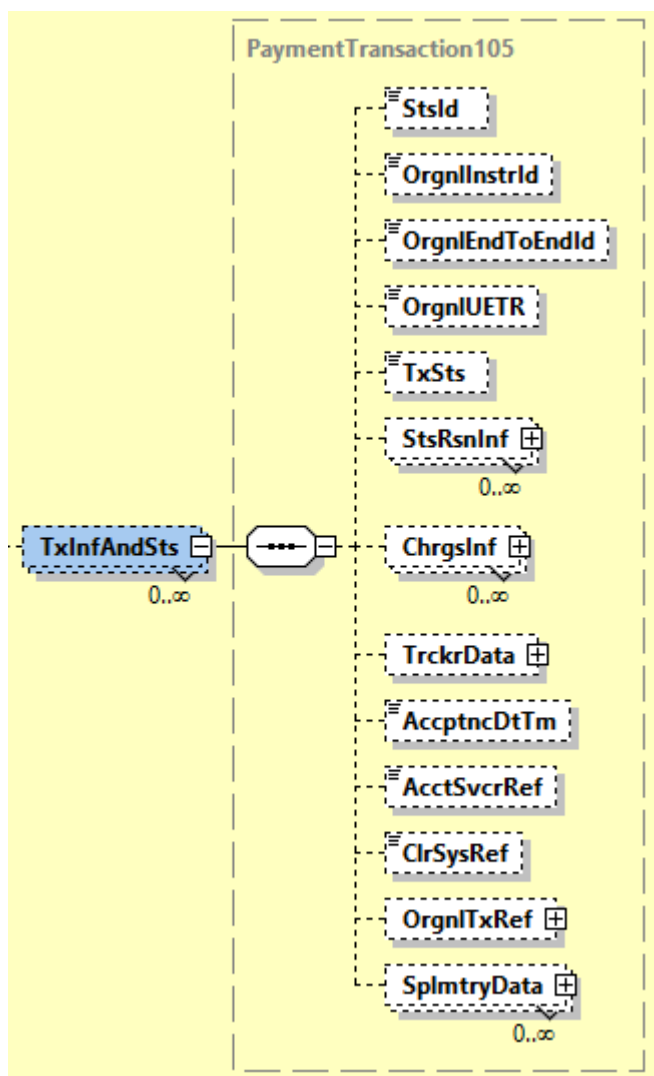 PaymentTransaction105
StsId
OrgnlInstrId
OrgnlEndToEndId
OrgnlUETR
TxSts
StsRsnInf
0..∞
TxInfAndSts
0..∞
ChrgsInf
0..∞
TrckrData
AccptncDtTm
AcctSvcrRef
ClrSysRef
OrgnlTxRef
SplmtryData
0..∞